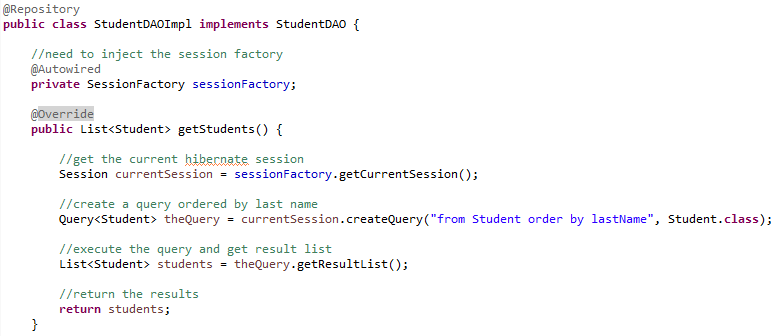 @Repository
public class StudentDAOImpl implements StudentDAO {
//need to inject the session factory
@Autowired
private SessionFactory sessionFactory;
@Override
public List<Student> getStudents() {
//get the current hibernate session
Session currentSession = sessionFactory.getCurrentSession();
//create a query ordered by last name
Query<Student> theQuery = currentSession.createQuery("from Student order by lastName", Student.class);
//execute the query and get result list
List<Student> students = theQuery.getResultList();
//return the results
return students;
}